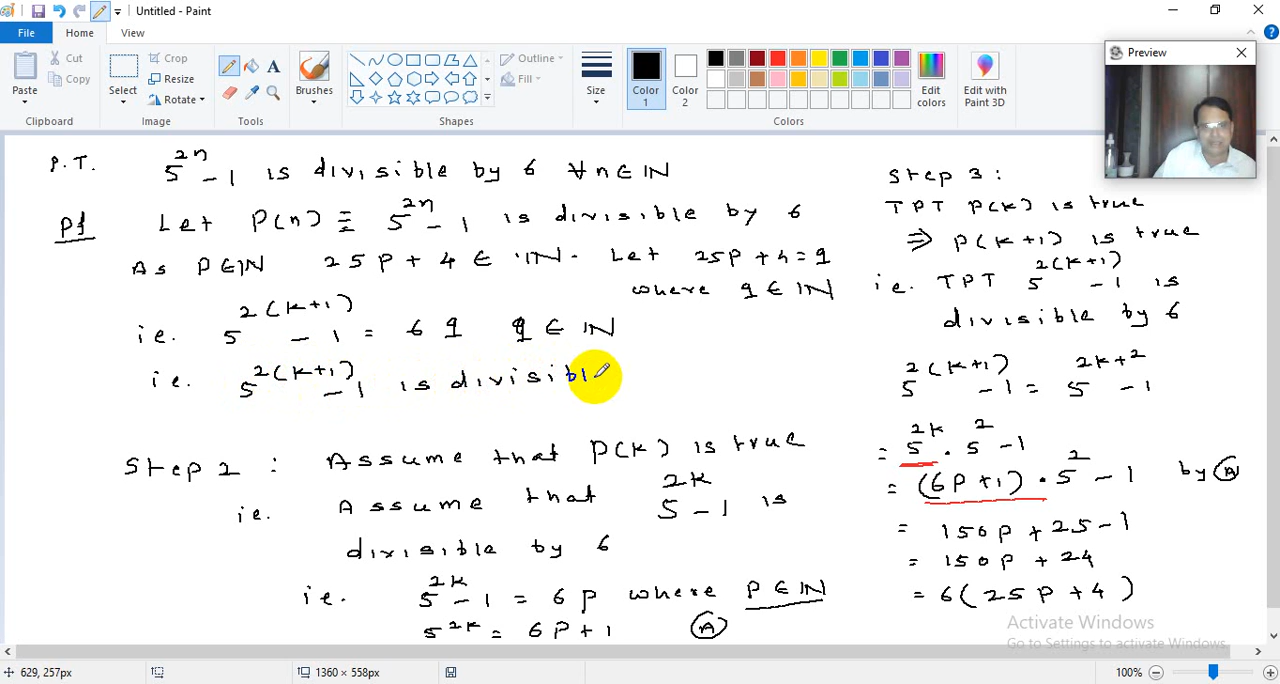 Untitled - Paint
File Home View
Paste Cut Copy Clipboard
Select Crop Resize Rotate Image
Tools
Brushes
Outline Fill Shapes
Size
Color 1 Color 2 Edit colors Colors
Edit with Paint 3D
Preview
P.T. 5^2n - 1 is divisible by 6 ∀ n ∈ IN
Pf Let P(n) ≡ 5^2n - 1 is divisible by 6
As P ∈ IN 25P + 4 ∈ IN. Let 25P + 4 = q
where q ∈ IN
i.e. 5^2(k+1) - 1 = 6q q ∈ IN
i.e. 5^2(k+1) - 1 is divisibl
Step 2 : Assume that P(k) is true
i.e. Assume that 5^2k - 1 is
divisible by 6
i.e. 5^2k - 1 = 6p where P ∈ IN
5^2k = 6P + 1 (A)
Step 3 :
TPT P(k) is true
⇒ P(k+1) is true
i.e. TPT 5^2(k+1) - 1 is
divisible by 6
5^2(k+1) - 1 = 5^2k+2 - 1
= 5^2k . 5^2 - 1
= (6P + 1) . 5^2 - 1 by (A)
= 150P + 25 - 1
= 150P + 24
= 6(25P + 4)
Activate Windows
Go to Settings to activate Windows.
629, 257px 1360 × 558px 100%